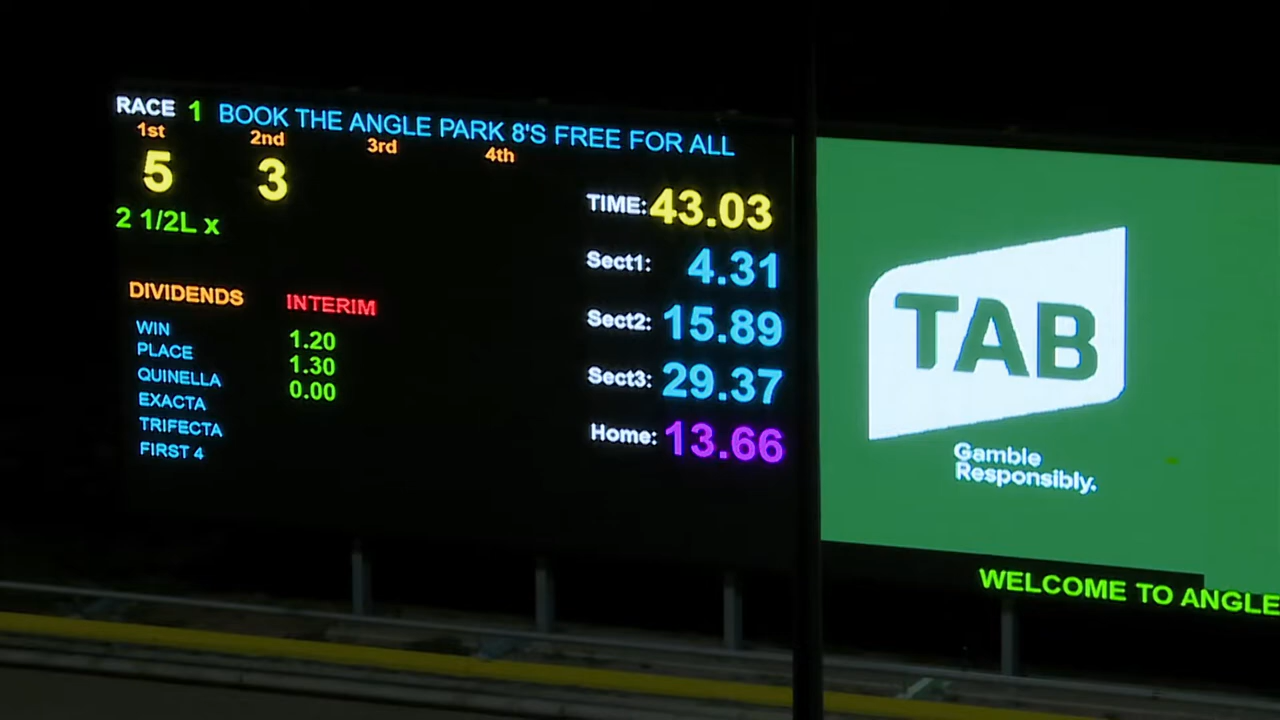 RACE 1 BOOK THE ANGLE PARK 8'S FREE FOR ALL
1st 2nd 3rd 4th
5 3
2 1/2L x
TIME: 43.03
Sect1: 4.31
Sect2: 15.89
Sect3: 29.37
Home: 13.66
DIVIDENDS INTERIM
WIN 1.20
PLACE 1.30
QUINELLA 0.00
EXACTA
TRIFECTA
FIRST 4
TAB
Gamble
Responsibly.
WELCOME TO ANGLE